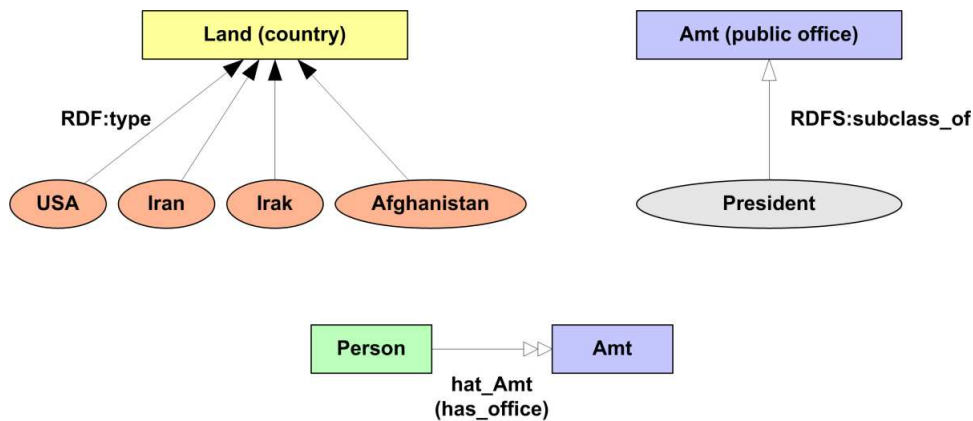 Land (country)
Amt (public office)
RDF:type
RDFS:subclass_of
USA
Iran
Irak
Afghanistan
President
Person
Amt
hat_Amt
(has_office)